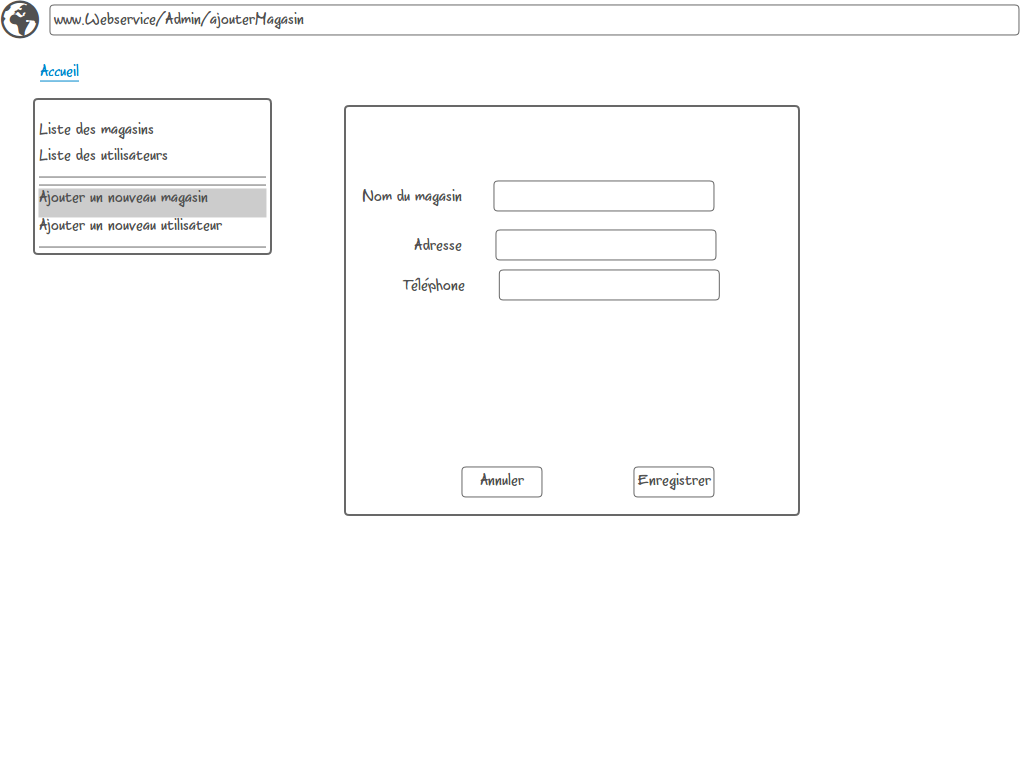 www.Webservice/Admin/ajouterMagasin
Accueil
Liste des magasins
Liste des utilisateurs
Ajouter un nouveau magasin
Ajouter un nouveau utilisateur
Nom du magasin
Adresse
Téléphone
Annuler
Enregistrer